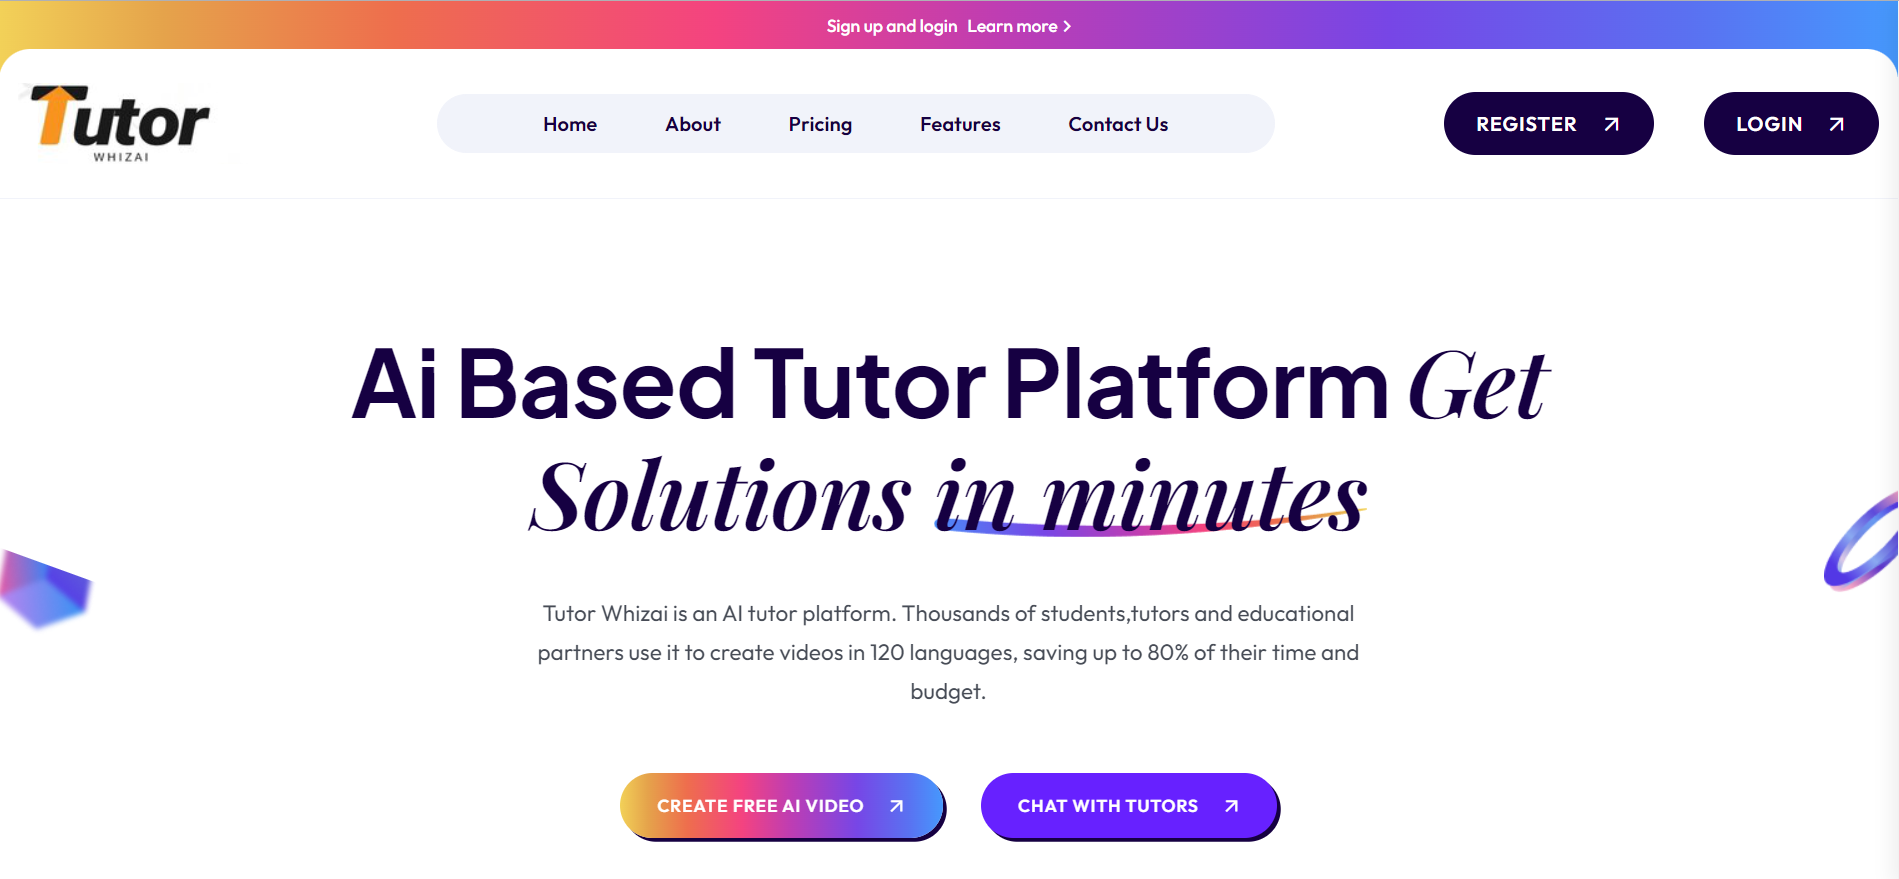 Sign up and login Learn more
Tutor
WHIZAI
Home About Pricing Features Contact Us
REGISTER
LOGIN
Ai Based Tutor Platform Get
Solutions in minutes
Tutor Whizai is an AI tutor platform. Thousands of students,tutors and educational
partners use it to create videos in 120 languages, saving up to 80% of their time and
budget.
CREATE FREE AI VIDEO
CHAT WITH TUTORS